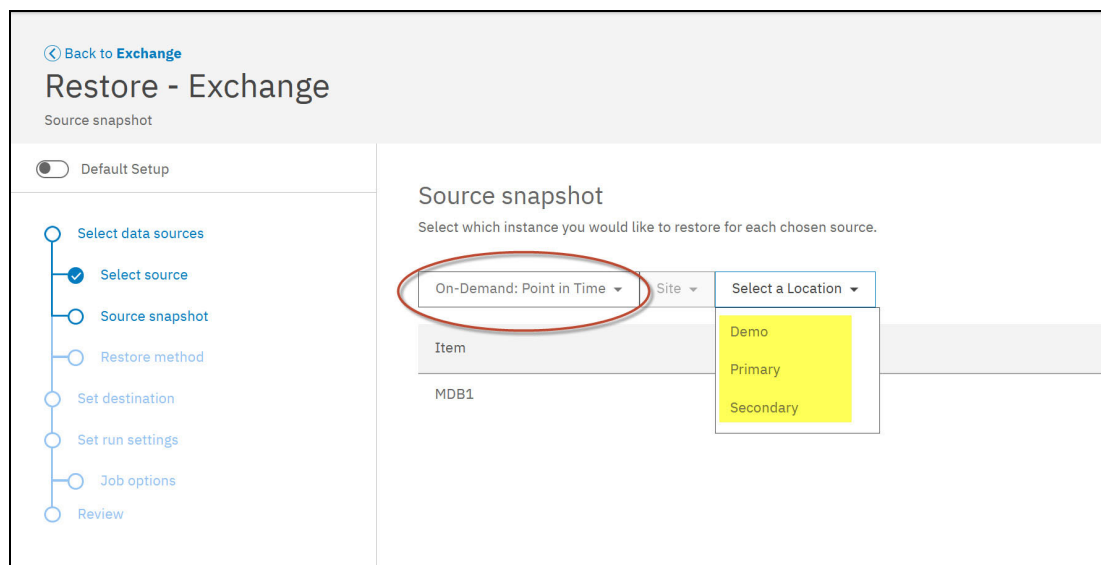 Back to Exchange
Restore - Exchange
Source snapshot
Default Setup
Select data sources
Select source
Source snapshot
Restore method
Set destination
Set run settings
Job options
Review
Source snapshot
Select which instance you would like to restore for each chosen source.
On-Demand: Point in Time Site Select a Location
Demo
Primary
Secondary
Item
MDB1